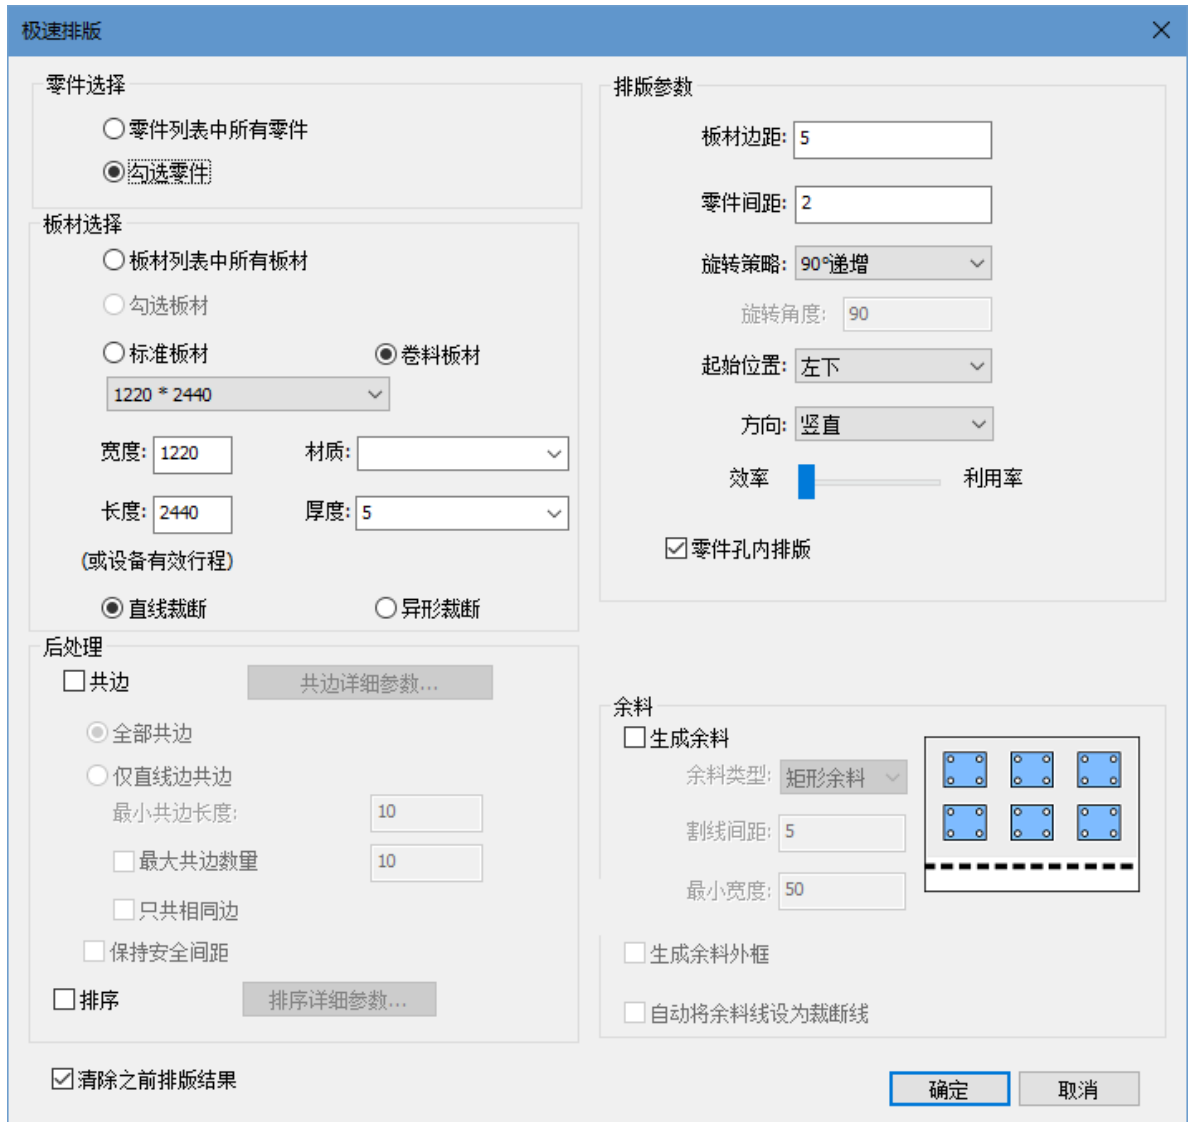 极速排版
零件选择
零件列表中所有零件
勾选零件
板材选择
板材列表中所有板材
勾选板材
标准板材 卷料板材
1220 * 2440
宽度: 1220 材质:
长度: 2440 厚度: 5
(或设备有效行程)
直线裁断 异形裁断
后处理
共边 共边详细参数...
全部共边
仅直线边共边
最小共边长度: 10
最大共边数量 10
只共相同边
保持安全间距
排序 排序详细参数...
清除之前排版结果
排版参数
板材边距: 5
零件间距: 2
旋转策略: 90°递增
旋转角度: 90
起始位置: 左下
方向: 竖直
效率 利用率
零件孔内排版
余料
生成余料
余料类型: 矩形余料
割线间距: 5
最小宽度: 50
生成余料外框
自动将余料线设为裁断线
确定 取消